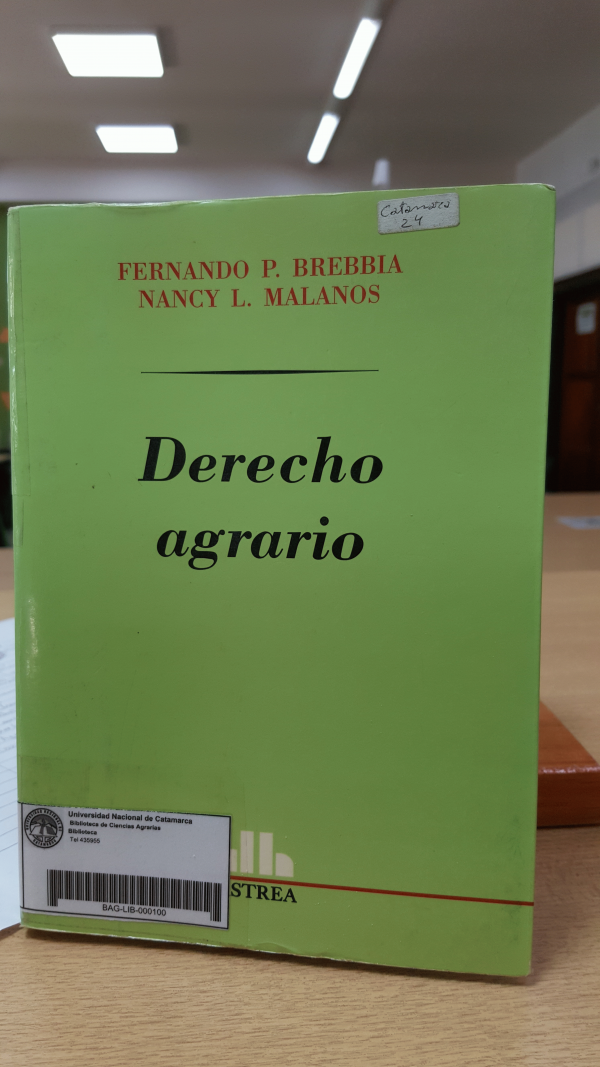 Catamarca
24
FERNANDO P. BREBBIA
NANCY L. MALANOS
Derecho
agrario
Universidad Nacional de Catamarca
Biblioteca de Ciencias Agrarias
Biblioteca
Tel 435955
BAG-LIB-000100
STREA